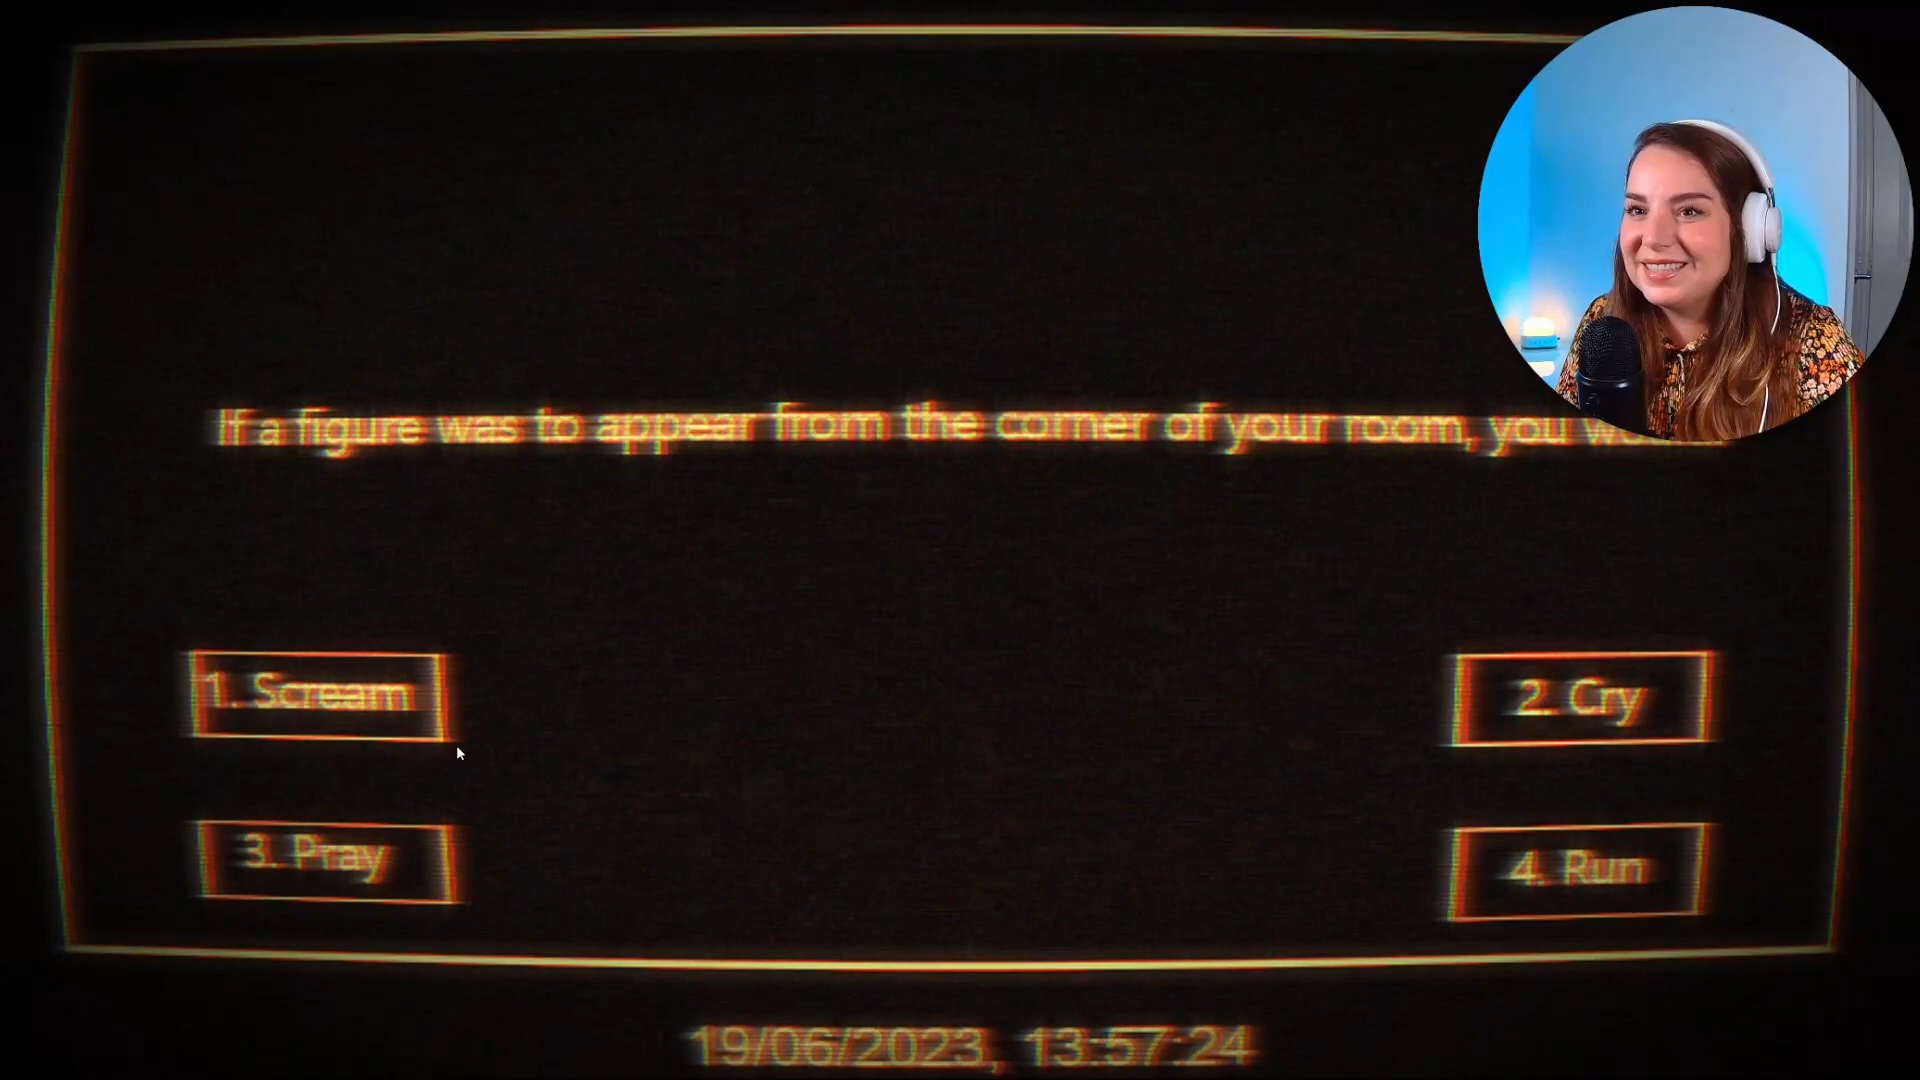 If a figure was to appear from the corner of your room, you
1. Scream
2. Cry
3. Pray
4. Run
19/06/2023, 13:57:24